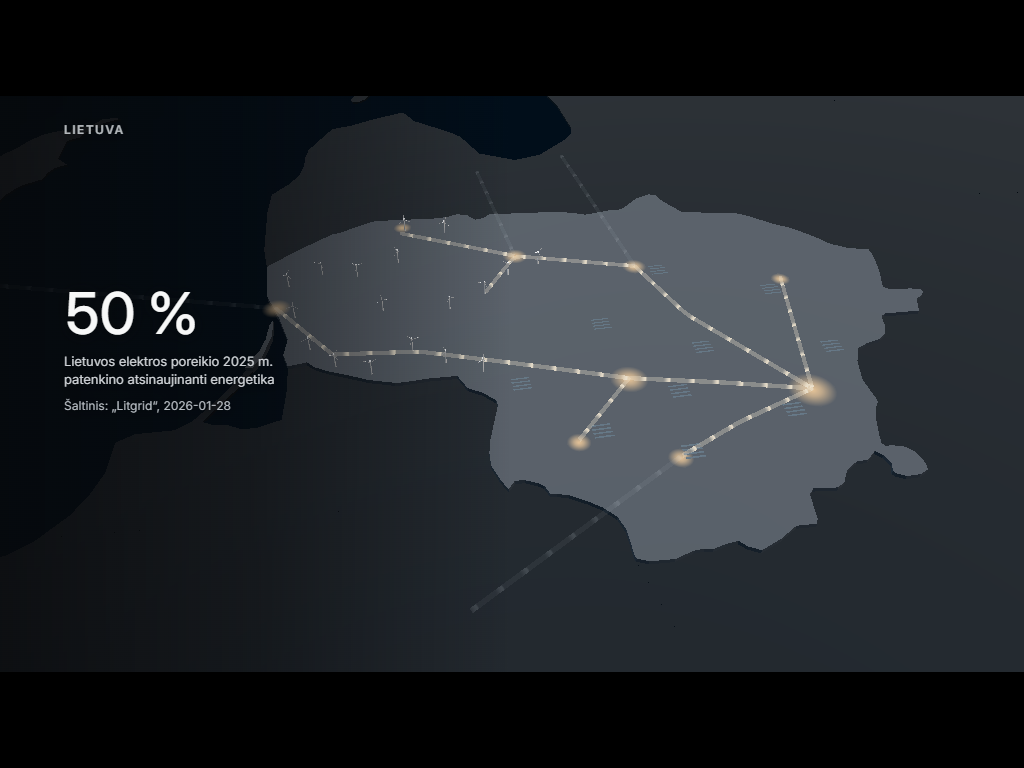 LIETUVA
50 %
Lietuvos elektros poreikio 2025 m.
patenkino atsinaujinanti energetika
Šaltinis: „Litgrid“, 2026-01-28